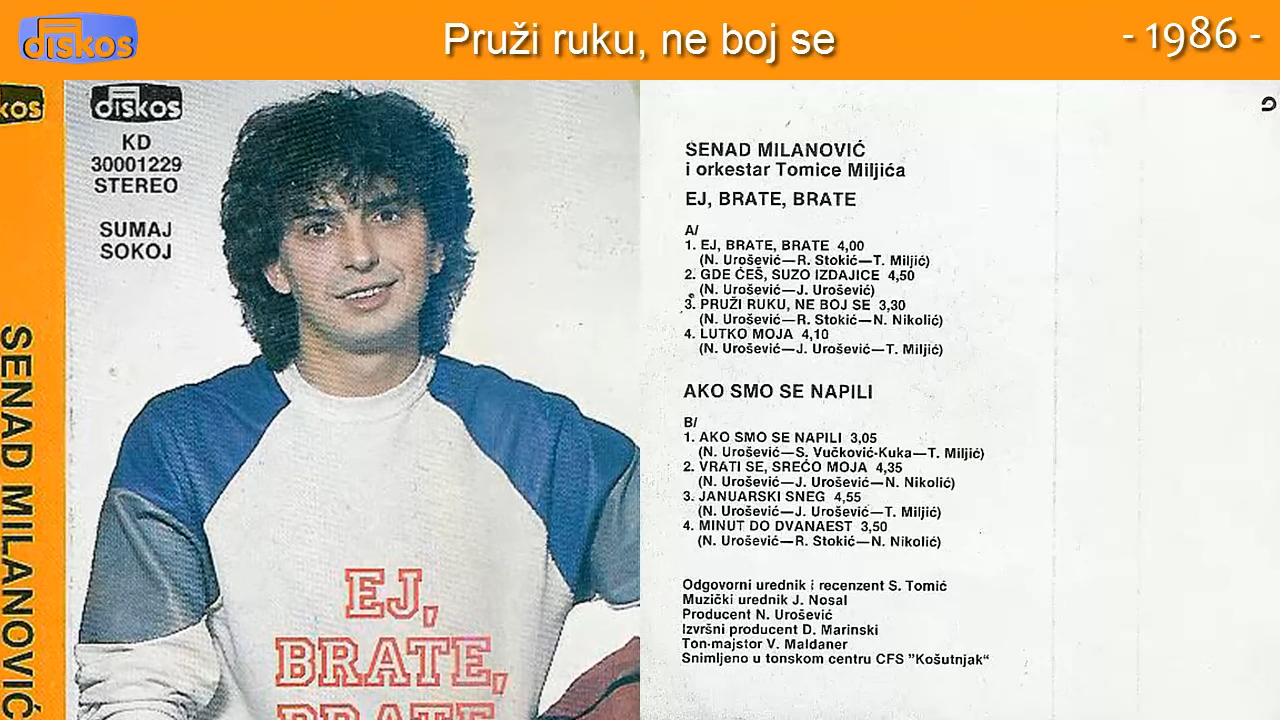 diskos
Pruži ruku, ne boj se
- 1986 -
kos
SENAD MILANOVIĆ
diskos
KD
30001229
STEREO
SUMAJ
SOKOJ
EJ,
BRATE,
BRATE
SENAD MILANOVIĆ
i orkestar Tomice Miljića
EJ, BRATE, BRATE
A/
1. EJ, BRATE, BRATE 4,00
(N. Urošević—R. Stokić—T. Miljić)
2. GDE ĆEŠ, SUZO IZDAJICE 4,50
(N. Urošević—J. Urošević)
3. PRUŽI RUKU, NE BOJ SE 3,30
(N. Urošević—R. Stokić—N. Nikolić)
4. LUTKO MOJA 4,10
(N. Urošević—J. Urošević—T. Miljić)
AKO SMO SE NAPILI
B/
1. AKO SMO SE NAPILI 3,05
(N. Urošević—S. Vučković-Kuka—T. Miljić)
2. VRATI SE, SREĆO MOJA 4,35
(N. Urošević—J. Urošević—N. Nikolić)
3. JANUARSKI SNEG 4,55
(N. Urošević—J. Urošević—T. Miljić)
4. MINUT DO DVANAEST 3,50
(N. Urošević—R. Stokić—N. Nikolić)
Odgovorni urednik i recenzent S. Tomić
Muzički urednik J. Nosal
Producent N. Urošević
Izvršni producent D. Marinski
Ton-majstor V. Maldaner
Snimljeno u tonskom centru CFS "Košutnjak"